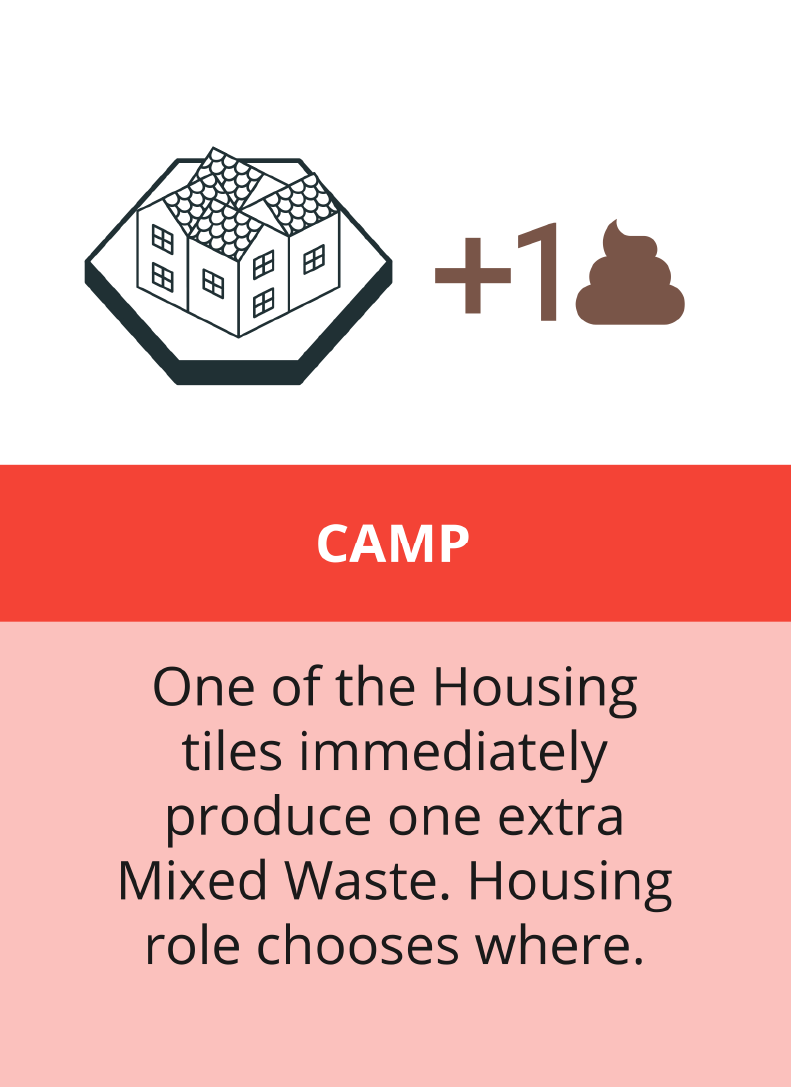 +1
CAMP
One of the Housing
tiles immediately
produce one extra
Mixed Waste. Housing
role chooses where.